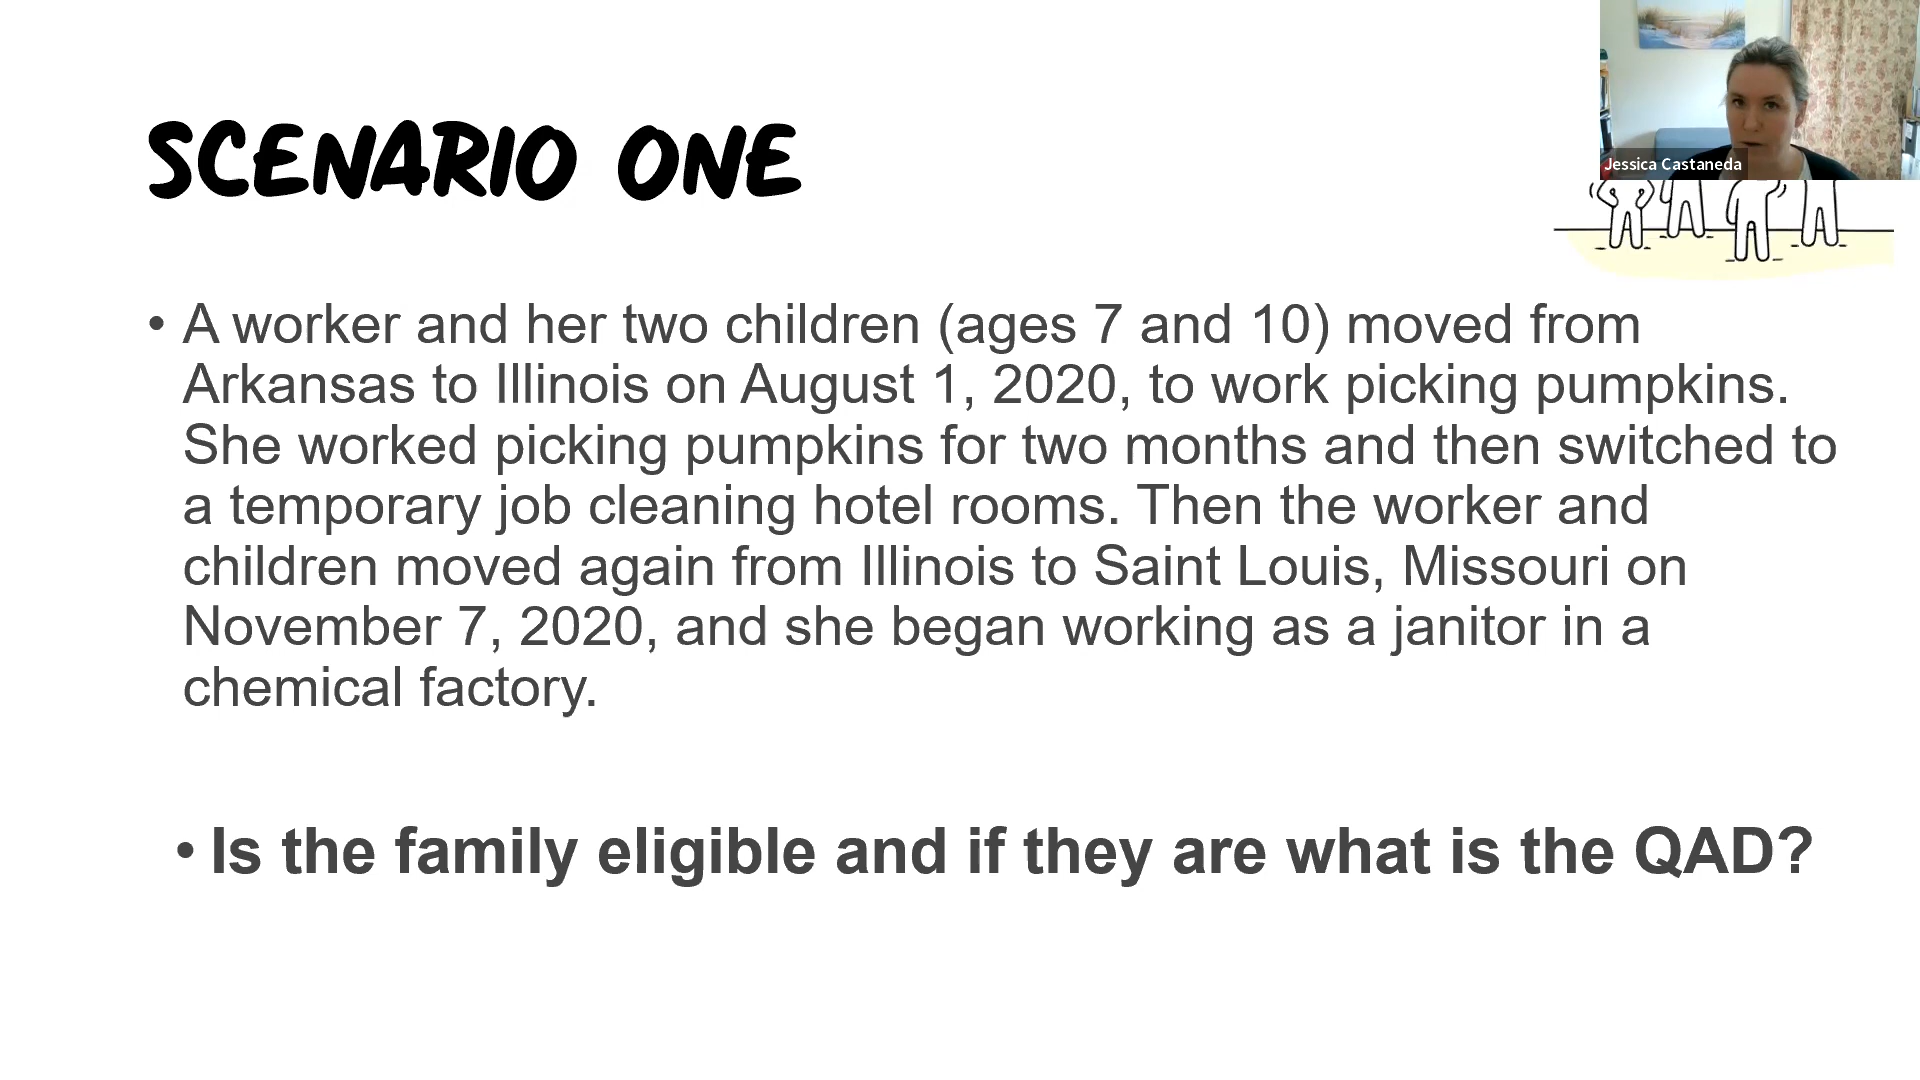 Jessica Castaneda
SCENARIO ONE
• A worker and her two children (ages 7 and 10) moved from
Arkansas to Illinois on August 1, 2020, to work picking pumpkins.
She worked picking pumpkins for two months and then switched to
a temporary job cleaning hotel rooms. Then the worker and
children moved again from Illinois to Saint Louis, Missouri on
November 7, 2020, and she began working as a janitor in a
chemical factory.
• Is the family eligible and if they are what is the QAD?